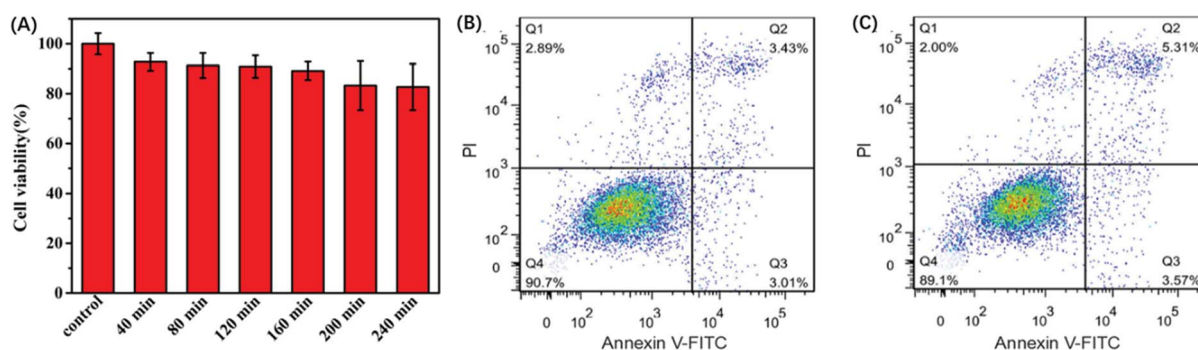 (A)
Cell viability(%)
100
80
60
40
20
0
control
40 min
80 min
120 min
160 min
200 min
240 min
(B)
Q1
2.89%
Q2
3.43%
Q4
90.7%
Q3
3.01%
PI
10^5
10^4
10^3
10^2
0
0 10^2 10^3 10^4 10^5
Annexin V-FITC
(C)
Q1
2.00%
Q2
5.31%
Q4
89.1%
Q3
3.57%
PI
10^5
10^4
10^3
10^2
0
0 10^2 10^3 10^4 10^5
Annexin V-FITC